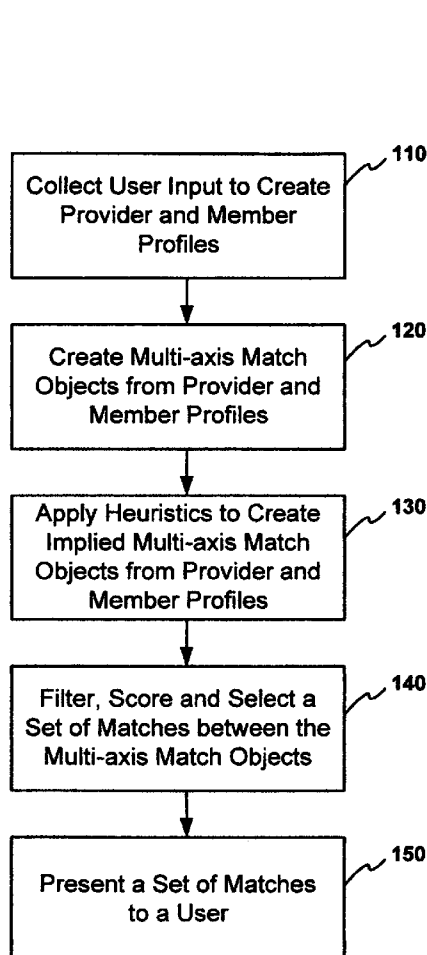 110
Collect User Input to Create
Provider and Member
Profiles
120
Create Multi-axis Match
Objects from Provider and
Member Profiles
130
Apply Heuristics to Create
Implied Multi-axis Match
Objects from Provider and
Member Profiles
140
Filter, Score and Select a
Set of Matches between the
Multi-axis Match Objects
150
Present a Set of Matches
to a User